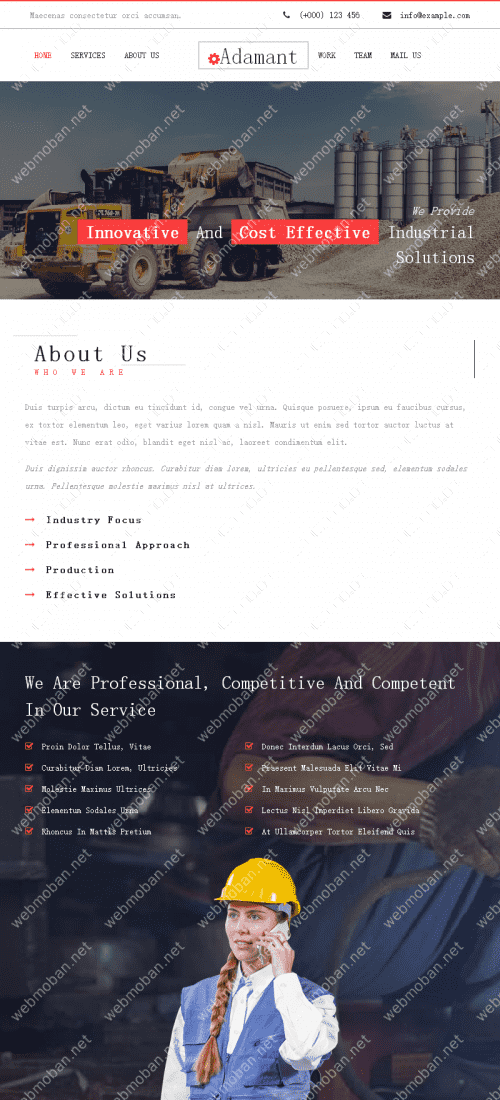 Maecenas consectetur orci accumsan.
(+000) 123 456
info@example.com
HOME SERVICES ABOUT US
Adamant
WORK TEAM MAIL US
We Provide
Innovative And Cost Effective Industrial
Solutions
About Us
WHO WE ARE
Duis turpis arcu, dictum eu tincidunt id, congue vel urna. Quisque posuere, ipsum eu faucibus cursus,
ex tortor elementum leo, eget varius lorem quam a nisl. Mauris ut enim sed tortor auctor luctus at
vitae est. Nunc erat odio, blandit eget nisl ac, laoreet condimentum elit.
Duis dignissim auctor rhoncus. Curabitur diam lorem, ultricies eu pellentesque sed, elementum sodales
urna. Pellentesque molestie maximus nisl at ultrices.
Industry Focus
Professional Approach
Production
Effective Solutions
We Are Professional, Competitive And Competent
In Our Service
Proin Dolor Tellus, Vitae
Donec Interdum Lacus Orci, Sed
Curabitur Diam Lorem, Ultricies
Praesent Malesuada Elit Vitae Mi
Molestie Maximus Ultrices
In Maximus Vulputate Arcu Nec
Elementum Sodales Urna
Lectus Nisl Imperdiet Libero Gravida
Rhoncus In Mattis Pretium
At Ullamcorper Tortor Eleifend Quis
webmoban.net